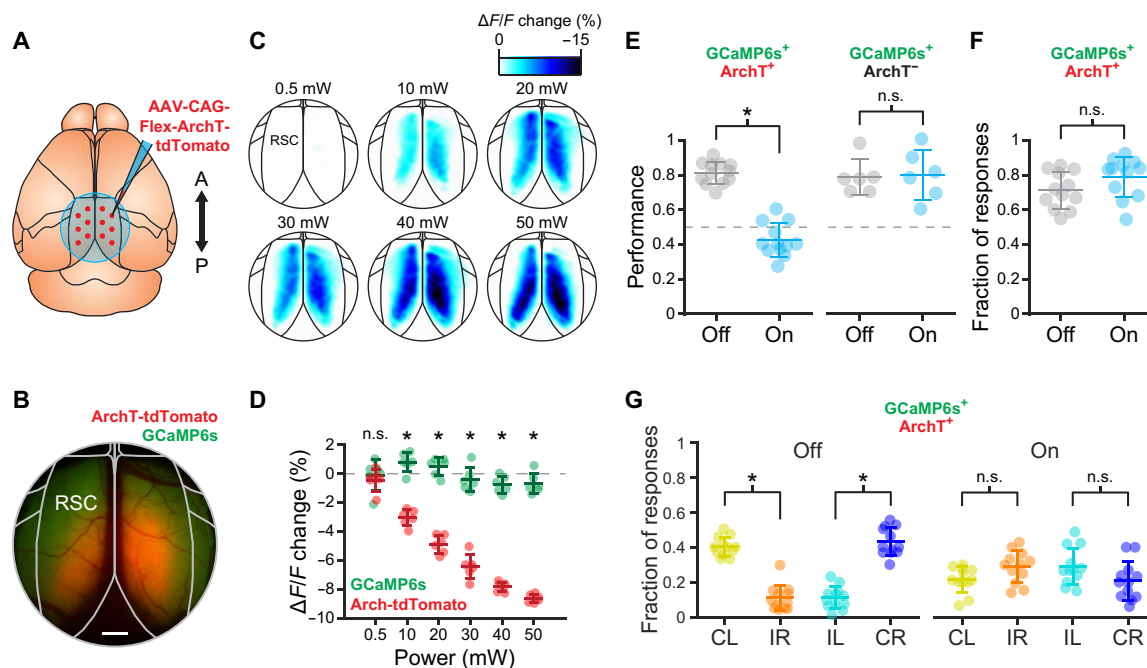 A
AAV-CAG-
Flex-ArchT-
tdTomato
A
P
B
ArchT-tdTomato
GCaMP6s
RSC
C
ΔF/F change (%)
0
−15
0.5 mW
10 mW
20 mW
RSC
30 mW
40 mW
50 mW
D
n.s.
*
*
*
*
*
ΔF/F change (%)
2
0
−2
−4
−6
−8
−10
GCaMP6s
Arch-tdTomato
0.5
10
20
30
40
50
Power (mW)
E
GCaMP6s+
ArchT+
GCaMP6s+
ArchT−
*
n.s.
Performance
1
0.8
0.6
0.4
0.2
0
Off
On
Off
On
F
GCaMP6s+
ArchT+
n.s.
Fraction of responses
1
0.8
0.6
0.4
0.2
0
Off
On
G
GCaMP6s+
ArchT+
Off
On
*
*
n.s.
n.s.
Fraction of responses
1
0.8
0.6
0.4
0.2
0
CL
IR
IL
CR
CL
IR
IL
CR